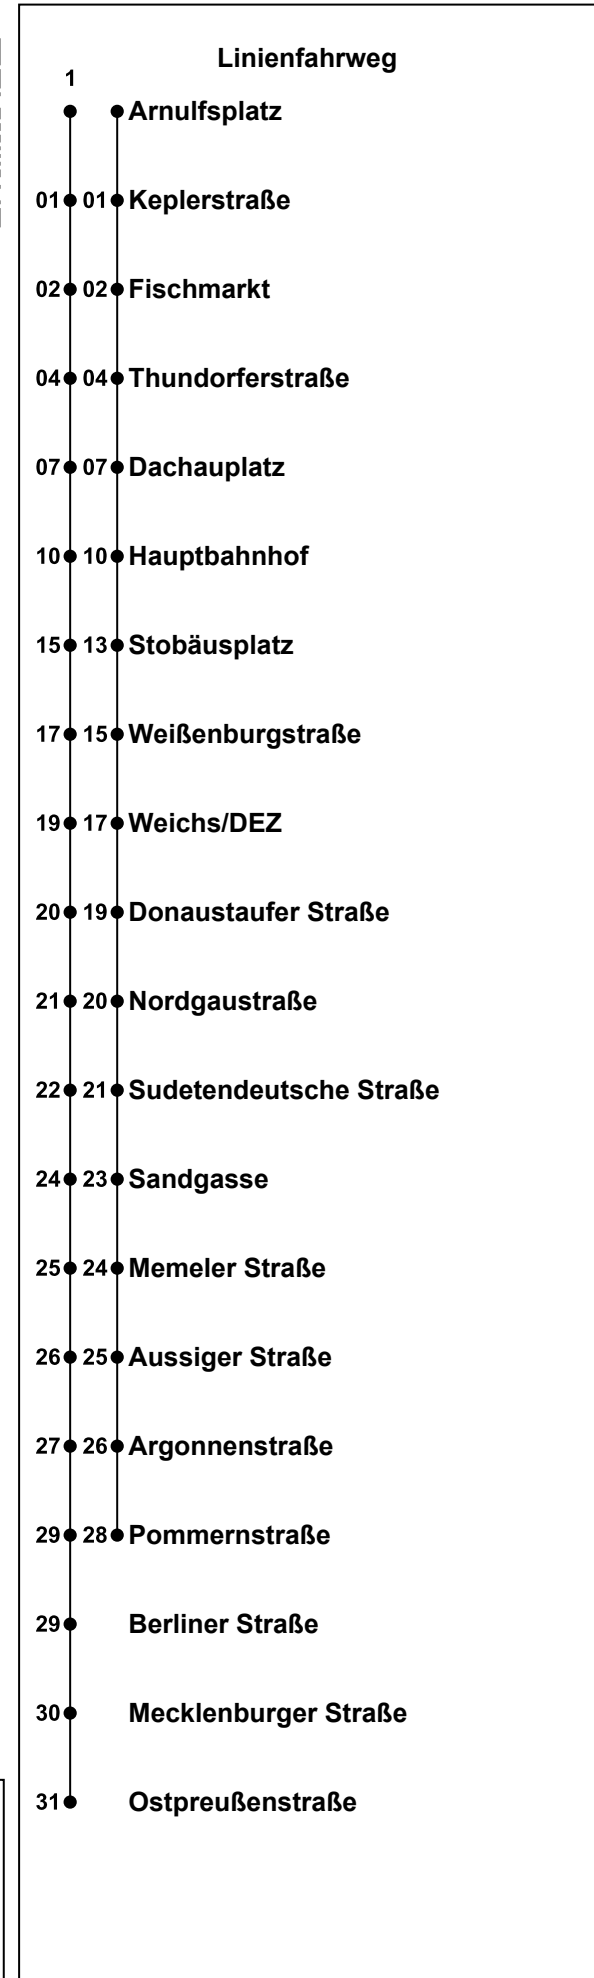 Linienfahrweg
1
Arnulfsplatz
01 01 Keplerstraße
02 02 Fischmarkt
04 04 Thundorferstraße
07 07 Dachauplatz
10 10 Hauptbahnhof
15 13 Stobäusplatz
17 15 Weißenburgstraße
19 17 Weichs/DEZ
20 19 Donaustaufer Straße
21 20 Nordgaustraße
22 21 Sudetendeutsche Straße
24 23 Sandgasse
25 24 Memeler Straße
26 25 Aussiger Straße
27 26 Argonnenstraße
29 28 Pommernstraße
29 Berliner Straße
30 Mecklenburger Straße
31 Ostpreußenstraße